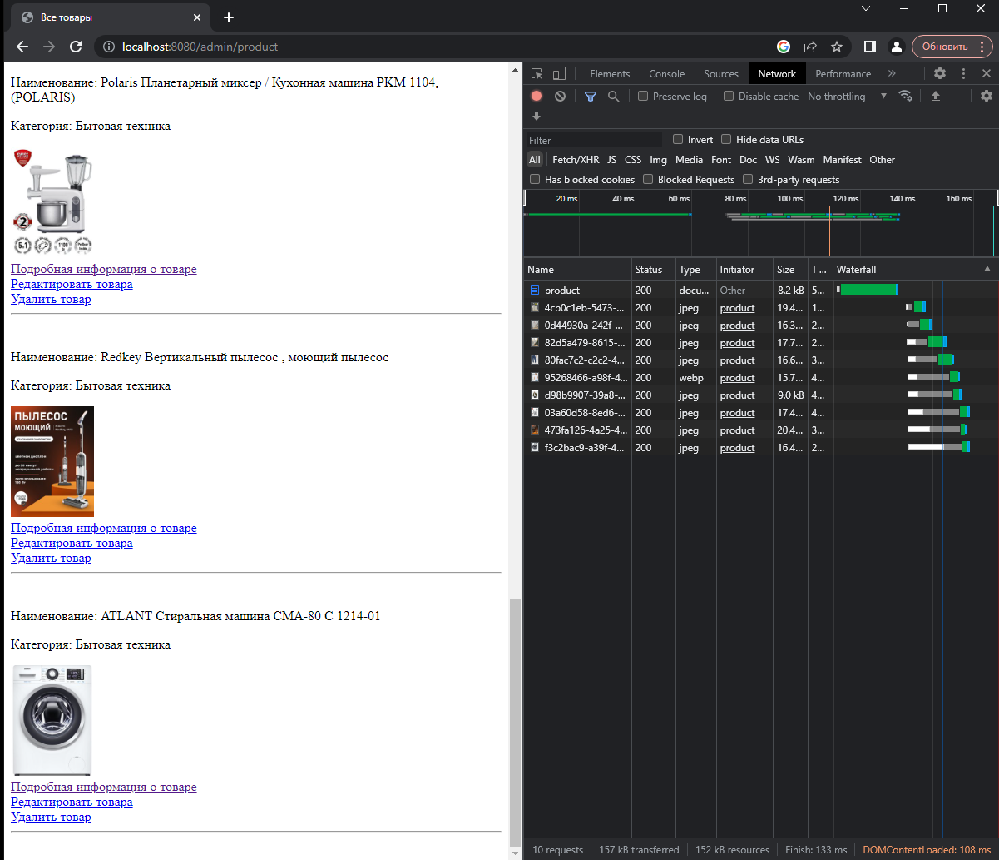 Все товары
localhost:8080/admin/product
Обновить
Наименование: Polaris Планетарный миксер / Кухонная машина PKM 1104,
(POLARIS)
Категория: Бытовая техника
2
5.1
1100
Подробная информация о товаре
Редактировать товара
Удалить товар
Наименование: Redkey Вертикальный пылесос , моющий пылесос
Категория: Бытовая техника
ПЫЛЕСОС
МОЮЩИЙ
Подробная информация о товаре
Редактировать товара
Удалить товар
Наименование: ATLANT Стиральная машина СМА-80 С 1214-01
Категория: Бытовая техника
Подробная информация о товаре
Редактировать товара
Удалить товар
Elements Console Sources Network Performance
Preserve log Disable cache No throttling
Filter Invert Hide data URLs
All Fetch/XHR JS CSS Img Media Font Doc WS Wasm Manifest Other
Has blocked cookies Blocked Requests 3rd-party requests
20 ms 40 ms 60 ms 80 ms 100 ms 120 ms 140 ms 160 ms
Name Status Type Initiator Size Ti... Waterfall
product 200 docu... Other 8.2 kB 5...
4cb0c1eb-5473-... 200 jpeg product 19.4... 1...
0d44930a-242f-... 200 jpeg product 16.3... 2...
82d5a479-8615-... 200 jpeg product 17.7... 2...
80fac7c2-c2c2-4... 200 jpeg product 16.6... 3...
95268466-a98f-4... 200 webp product 15.7... 4...
d98b9907-39a8-... 200 jpeg product 9.0 kB 4...
03a60d58-8ed6-... 200 jpeg product 17.4... 4...
473fa126-4a25-4... 200 jpeg product 20.4... 3...
f3c2bac9-a39f-4... 200 jpeg product 16.4... 2...
10 requests 157 kB transferred 152 kB resources Finish: 133 ms DOMContentLoaded: 108 ms